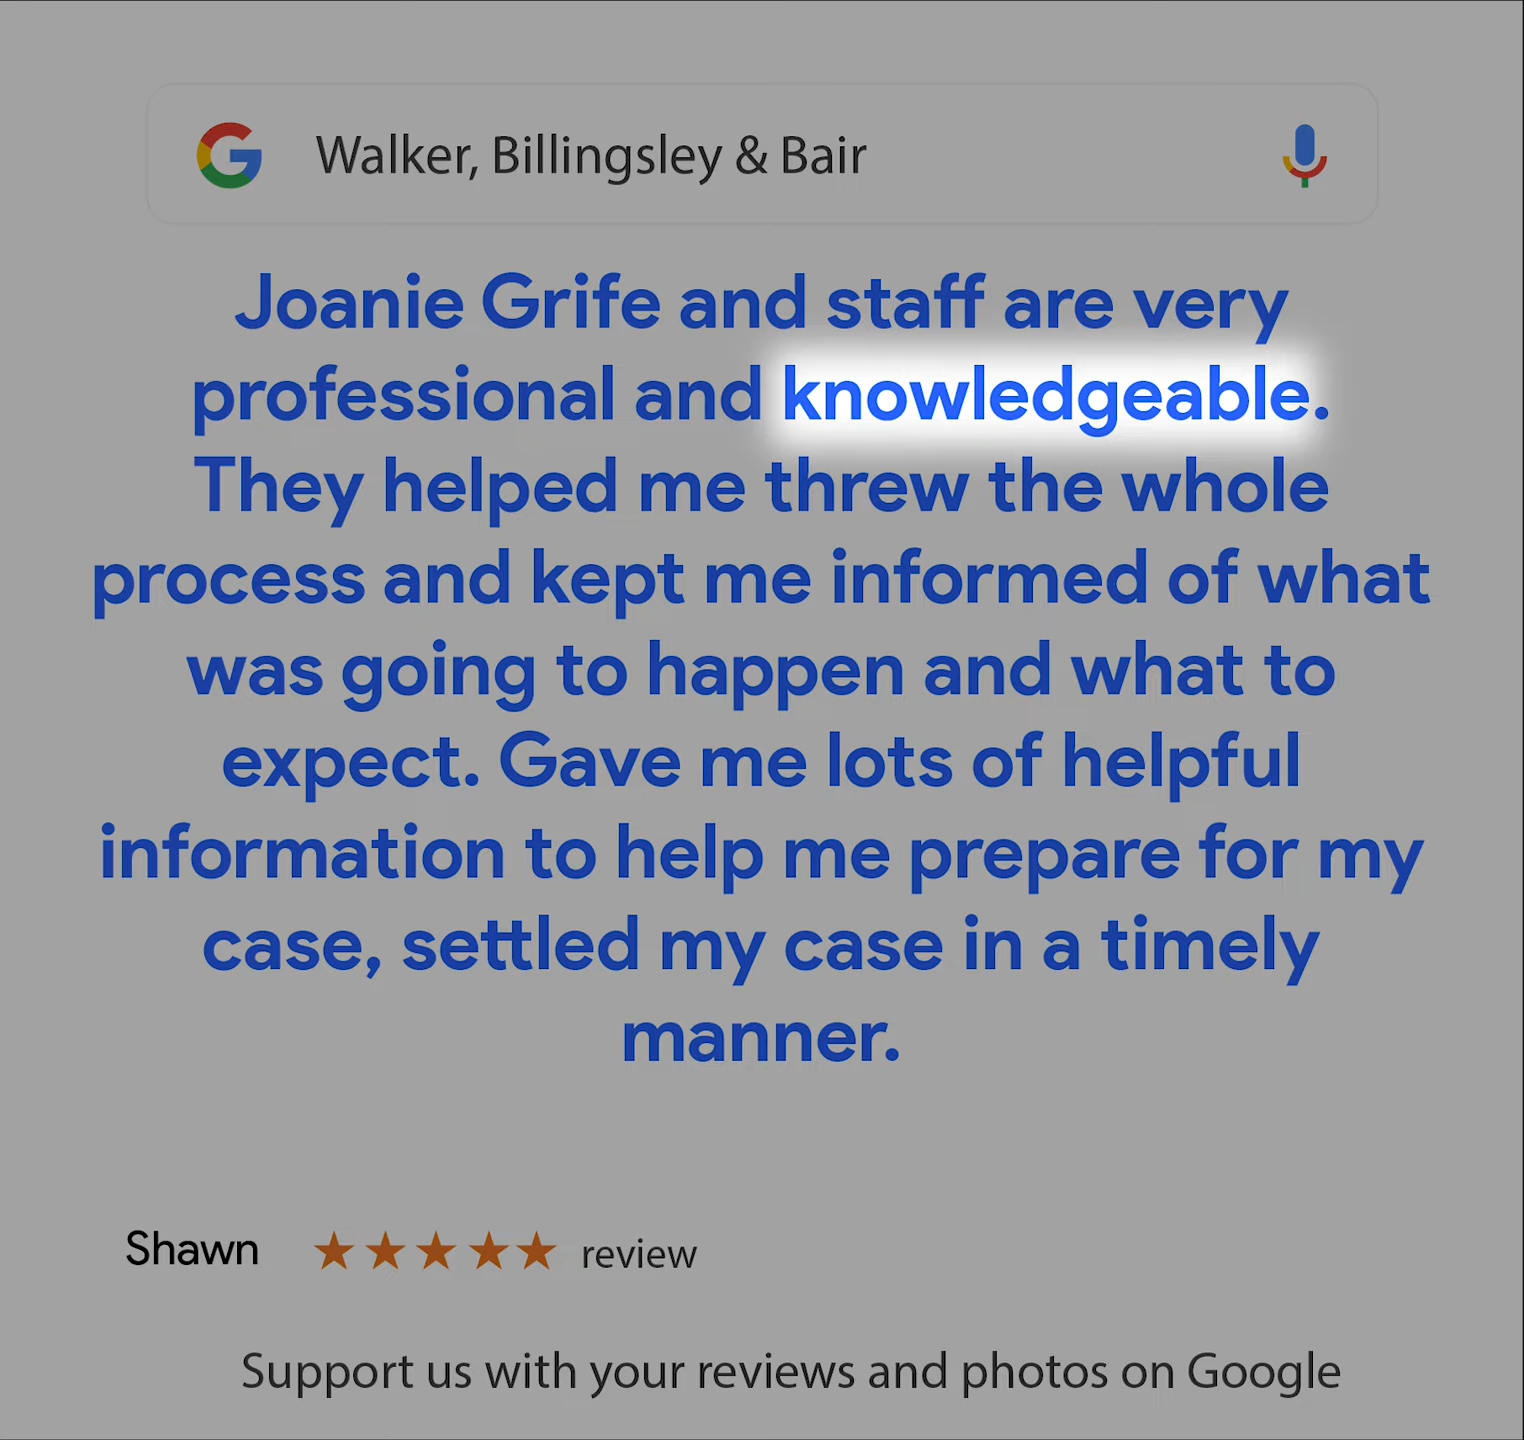 Walker, Billingsley & Bair
Joanie Grife and staff are very
professional and knowledgeable.
They helped me threw the whole
process and kept me informed of what
was going to happen and what to
expect. Gave me lots of helpful
information to help me prepare for my
case, settled my case in a timely
manner.
Shawn ★★★★★ review
Support us with your reviews and photos on Google